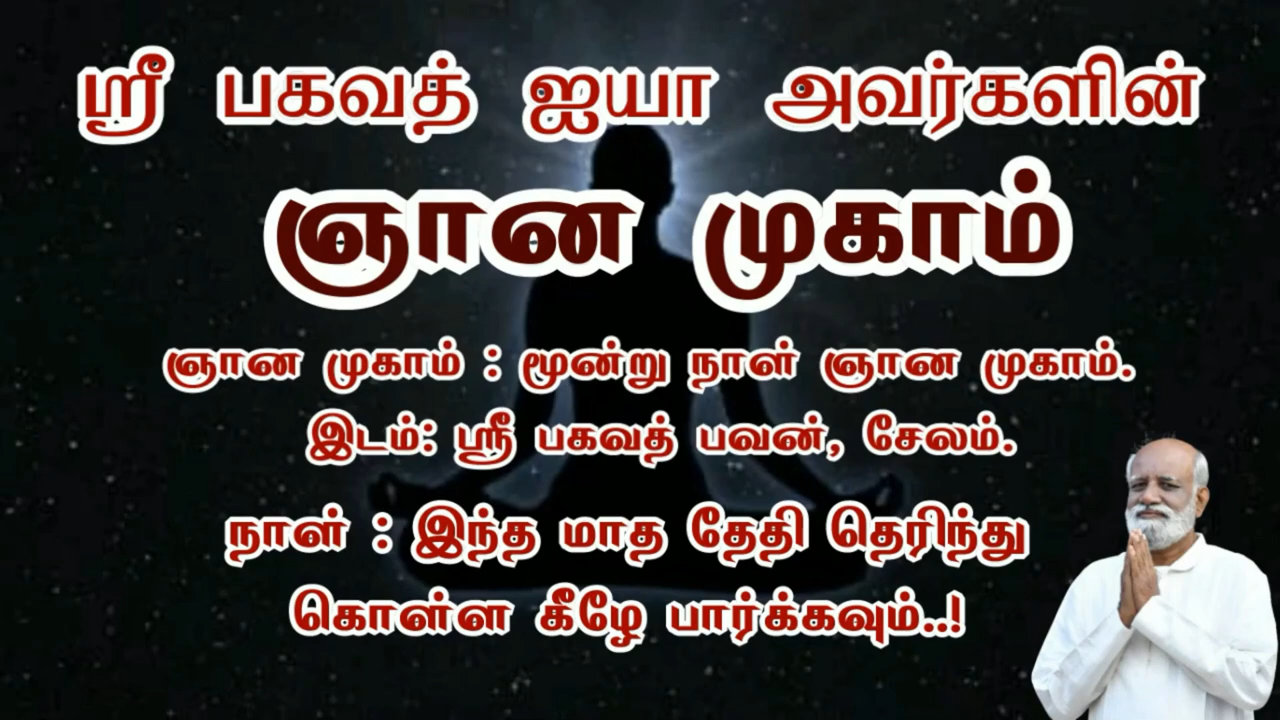 ஸ்ரீ பகவத் ஐயா அவர்களின்
ஞான முகாம்
ஞான முகாம் : மூன்று நாள் ஞான முகாம்.
இடம்: ஸ்ரீ பகவத் பவன், சேலம்.
நாள் : இந்த மாத தேதி தெரிந்து
கொள்ள கீழே பார்க்கவும்..!